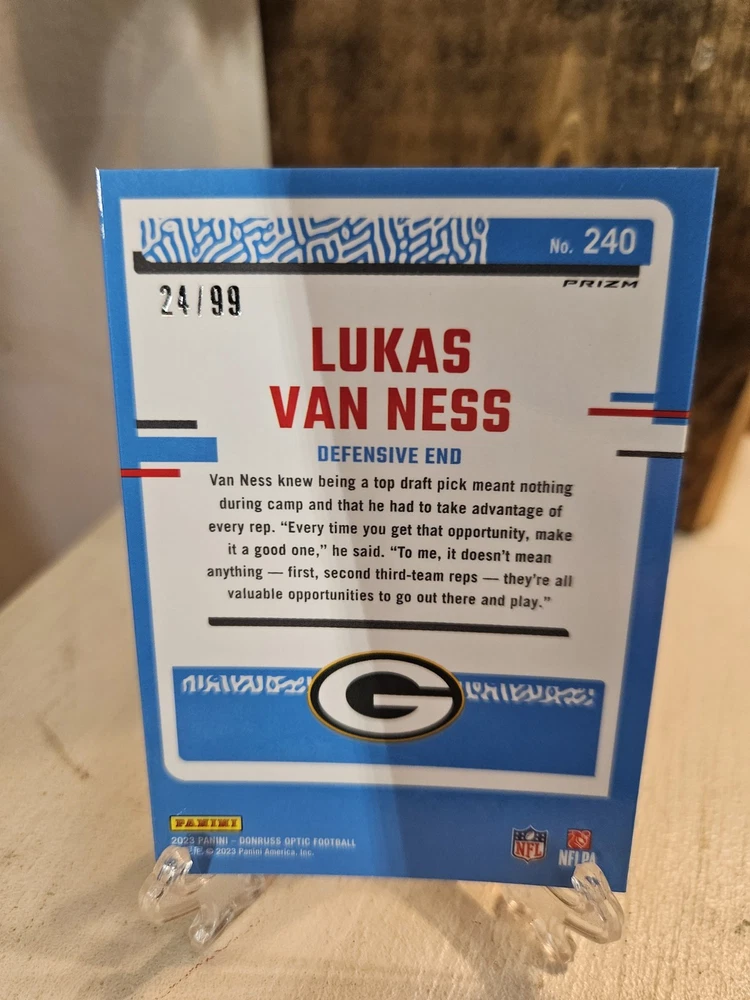 No. 240
PRIZM
24/99
LUKAS
VAN NESS
DEFENSIVE END
Van Ness knew being a top draft pick meant nothing
during camp and that he had to take advantage of
every rep. “Every time you get that opportunity, make
it a good one,” he said. “To me, it doesn’t mean
anything — first, second third-team reps — they’re all
valuable opportunities to go out there and play.”
G
PANINI
2023 PANINI – DONRUSS OPTIC FOOTBALL
© 2023 Panini America, Inc.
NFL
NFLPA